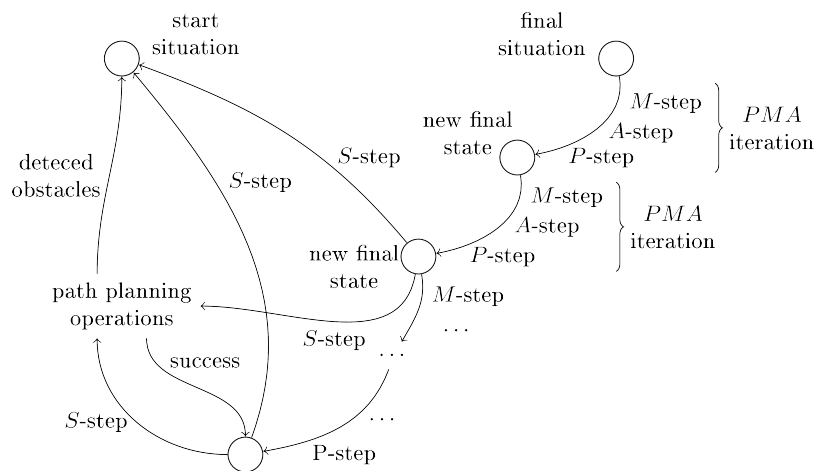 start
situation
final
situation
M-step
A-step
P-step
PMA
iteration
new final
state
S-step
deteced
obstacles
S-step
M-step
A-step
P-step
PMA
iteration
new final
state
M-step
...
path planning
operations
S-step
...
success
S-step
...
P-step